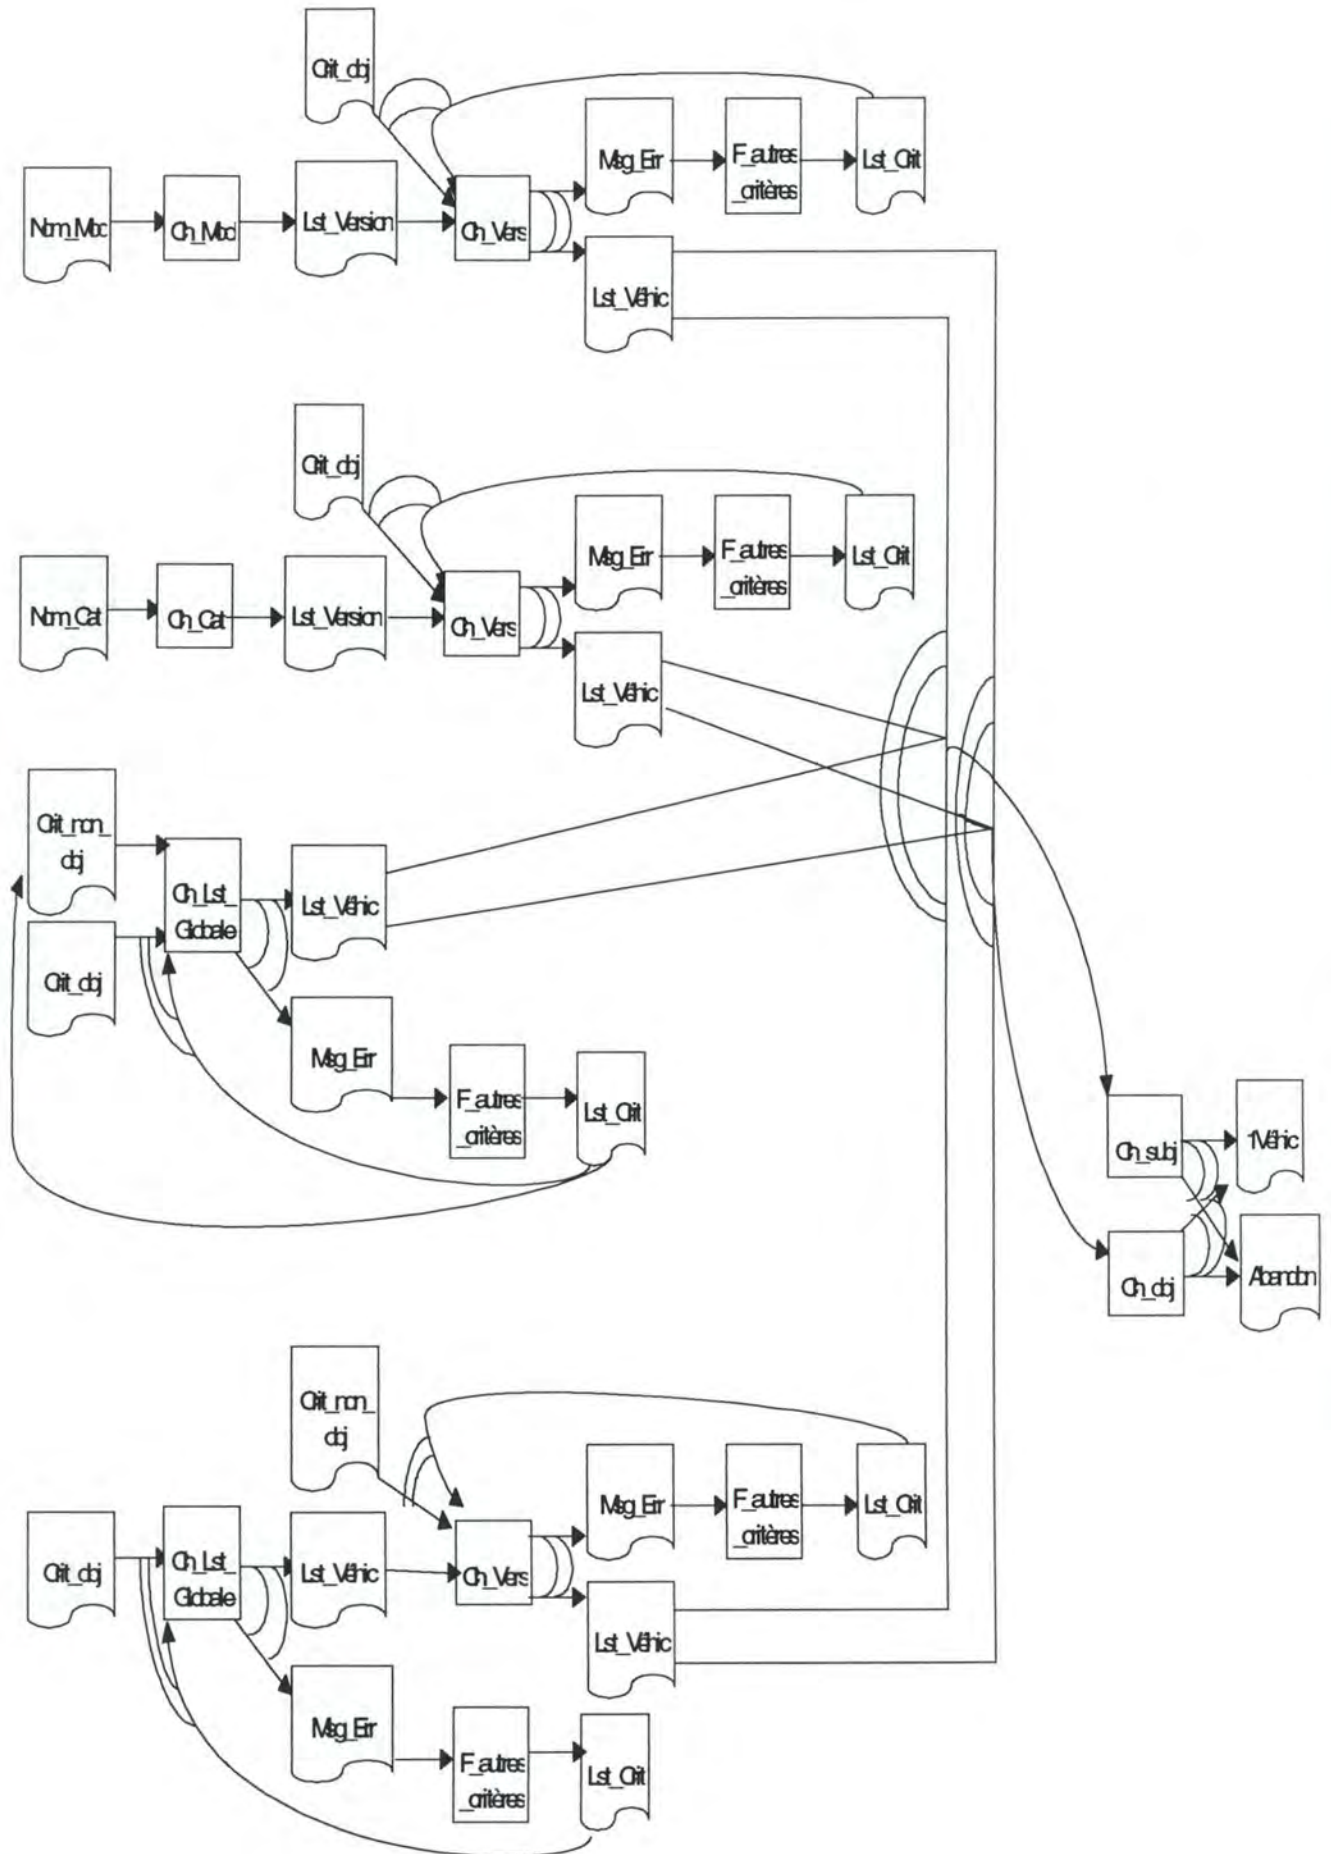 Crit_obj
Msg_Err
F_autres
_critères
Lst_Crit
Nom_Mod
Ch_Mod
Lst_Version
Ch_Vers
Lst_Véhic
Crit_obj
Msg_Err
F_autres
_critères
Lst_Crit
Nom_Cat
Ch_Cat
Lst_Version
Ch_Vers
Lst_Véhic
Crit_non_
obj
Ch_Lst_
Globale
Lst_Véhic
Crit_obj
Msg_Err
F_autres
_critères
Lst_Crit
Ch_subj
1Véhic
Ch_obj
Abandon
Crit_non_
obj
Msg_Err
F_autres
_critères
Lst_Crit
Crit_obj
Ch_Lst_
Globale
Lst_Véhic
Ch_Vers
Lst_Véhic
Msg_Err
F_autres
_critères
Lst_Crit